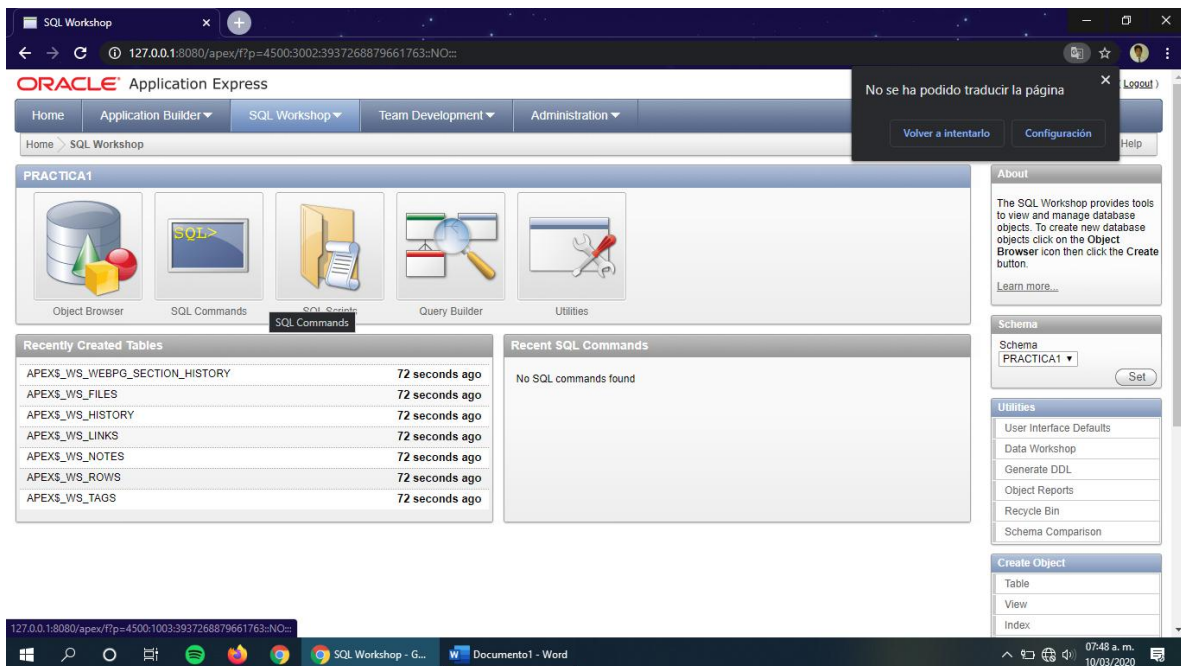 SQL Workshop
127.0.0.1:8080/apex/f?p=4500:3002:3937268879661763::NO:::
ORACLE Application Express
Logout )
No se ha podido traducir la página
Volver a intentarlo Configuración
Home Application Builder SQL Workshop Team Development Administration
Home SQL Workshop
Help
PRACTICA1
SQL>
Object Browser SQL Commands SQL Scripts Query Builder Utilities
SQL Commands
Recently Created Tables
APEX$_WS_WEBPG_SECTION_HISTORY 72 seconds ago
APEX$_WS_FILES 72 seconds ago
APEX$_WS_HISTORY 72 seconds ago
APEX$_WS_LINKS 72 seconds ago
APEX$_WS_NOTES 72 seconds ago
APEX$_WS_ROWS 72 seconds ago
APEX$_WS_TAGS 72 seconds ago
Recent SQL Commands
No SQL commands found
About
The SQL Workshop provides tools
to view and manage database
objects. To create new database
objects click on the Object
Browser icon then click the Create
button.
Learn more...
Schema
Schema
PRACTICA1
Set
Utilities
User Interface Defaults
Data Workshop
Generate DDL
Object Reports
Recycle Bin
Schema Comparison
Create Object
Table
View
Index
127.0.0.1:8080/apex/f?p=4500:1003:3937268879661763::NO:::
SQL Workshop - G... Documento1 - Word
07:48 a. m.
10/03/2020